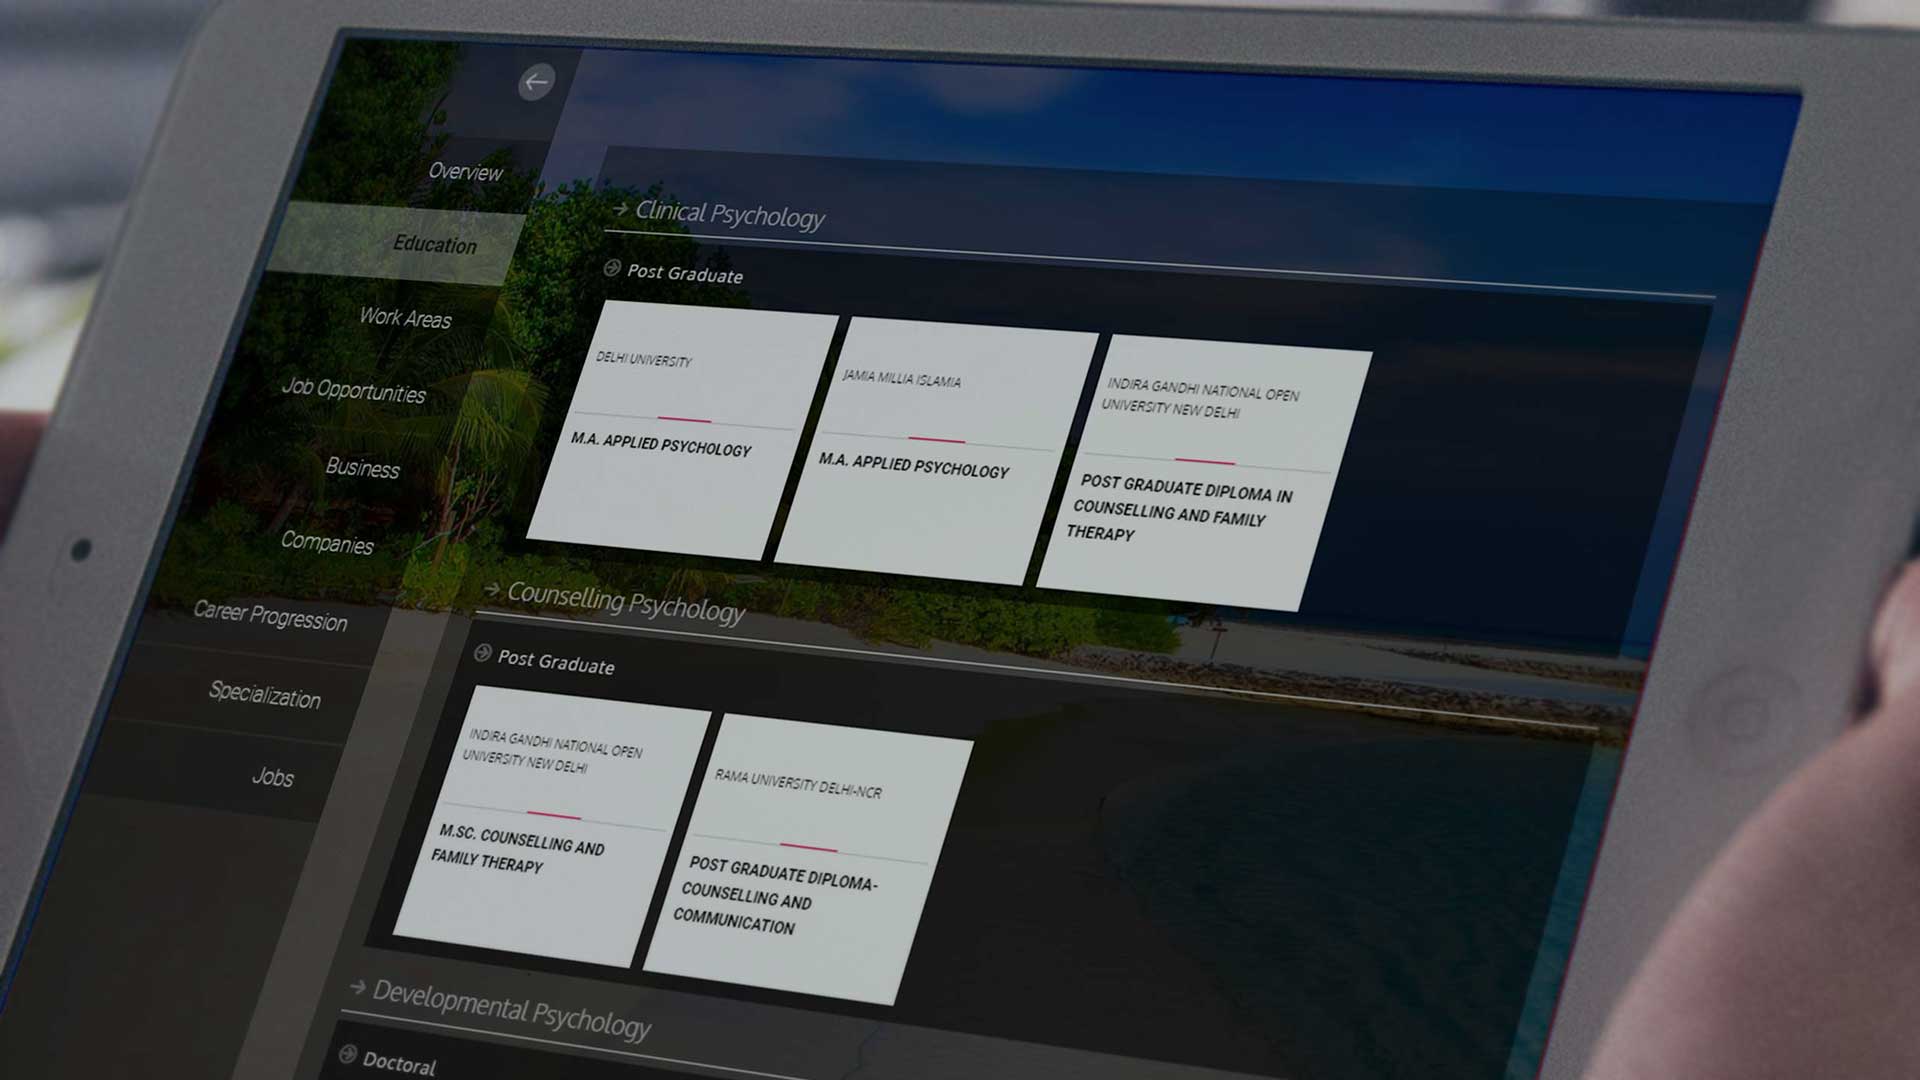 Overview
Education
Work Areas
Job Opportunities
Business
Companies
Career Progression
Specialization
Jobs
Clinical Psychology
Post Graduate
DELHI UNIVERSITY
M.A. APPLIED PSYCHOLOGY
JAMIA MILLIA ISLAMIA
M.A. APPLIED PSYCHOLOGY
INDIRA GANDHI NATIONAL OPEN
UNIVERSITY NEW DELHI
POST GRADUATE DIPLOMA IN
COUNSELLING AND FAMILY
THERAPY
Counselling Psychology
Post Graduate
INDIRA GANDHI NATIONAL OPEN
UNIVERSITY NEW DELHI
M.SC. COUNSELLING AND
FAMILY THERAPY
RAMA UNIVERSITY DELHI-NCR
POST GRADUATE DIPLOMA-
COUNSELLING AND
COMMUNICATION
Developmental Psychology
Doctoral